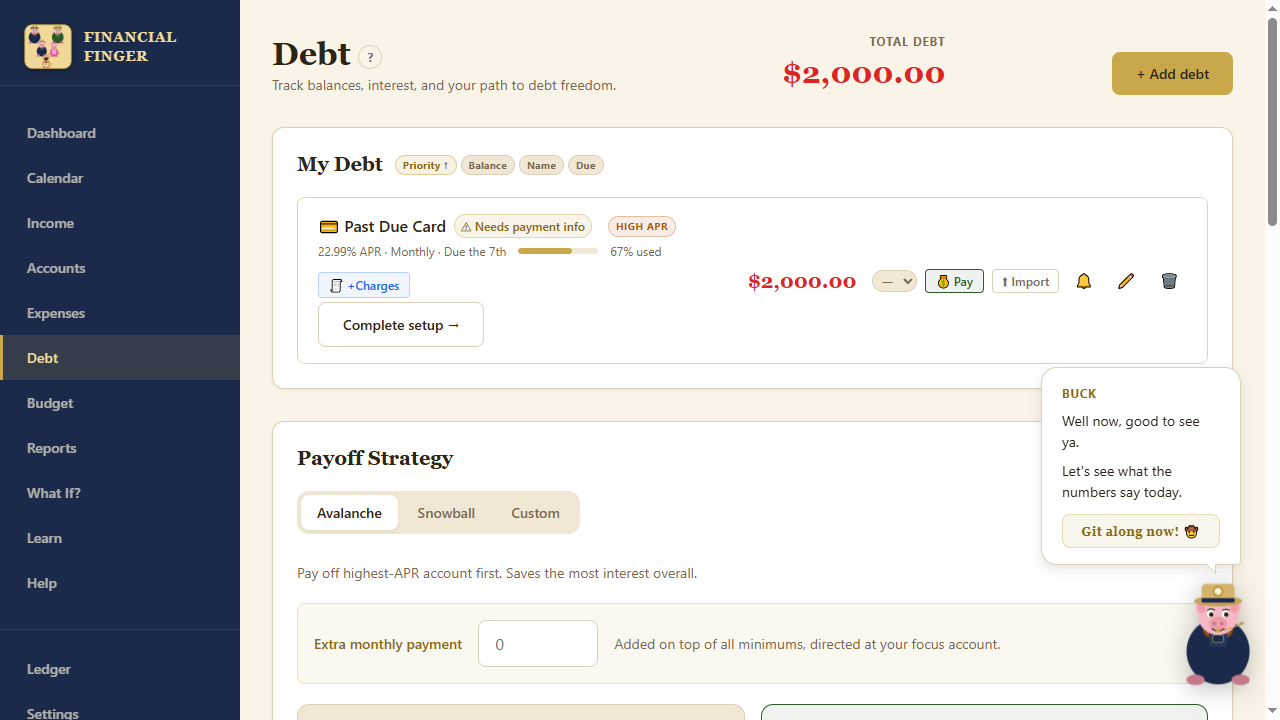 FINANCIAL
FINGER
Dashboard
Calendar
Income
Accounts
Expenses
Debt
Budget
Reports
What If?
Learn
Help
Ledger
Settings
Debt ?
Track balances, interest, and your path to debt freedom.
TOTAL DEBT
$2,000.00
+ Add debt
My Debt Priority ↑ Balance Name Due
💳 Past Due Card ⚠ Needs payment info HIGH APR
22.99% APR · Monthly · Due the 7th 67% used
🧾 +Charges
Complete setup →
$2,000.00 — 💰 Pay ⬆ Import 🔔 ✏️ 🗑️
Payoff Strategy
Avalanche Snowball Custom
Pay off highest-APR account first. Saves the most interest overall.
Extra monthly payment 0 Added on top of all minimums, directed at your focus account.
BUCK
Well now, good to see
ya.
Let's see what the
numbers say today.
Git along now! 🤠